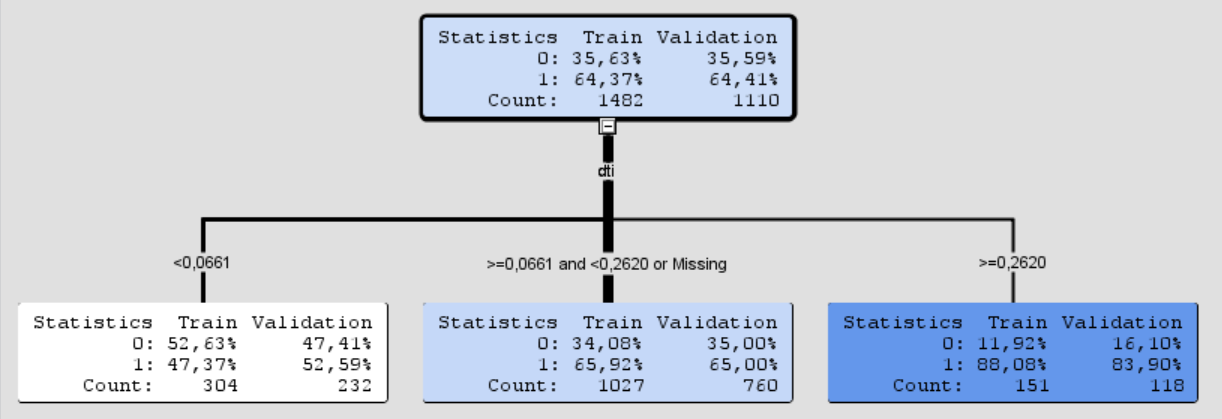 Statistics Train Validation
0: 35,63% 35,59%
1: 64,37% 64,41%
Count: 1482 1110
dti
<0,0661
>=0,0661 and <0,2620 or Missing
>=0,2620
Statistics Train Validation
0: 52,63% 47,41%
1: 47,37% 52,59%
Count: 304 232
Statistics Train Validation
0: 34,08% 35,00%
1: 65,92% 65,00%
Count: 1027 760
Statistics Train Validation
0: 11,92% 16,10%
1: 88,08% 83,90%
Count: 151 118